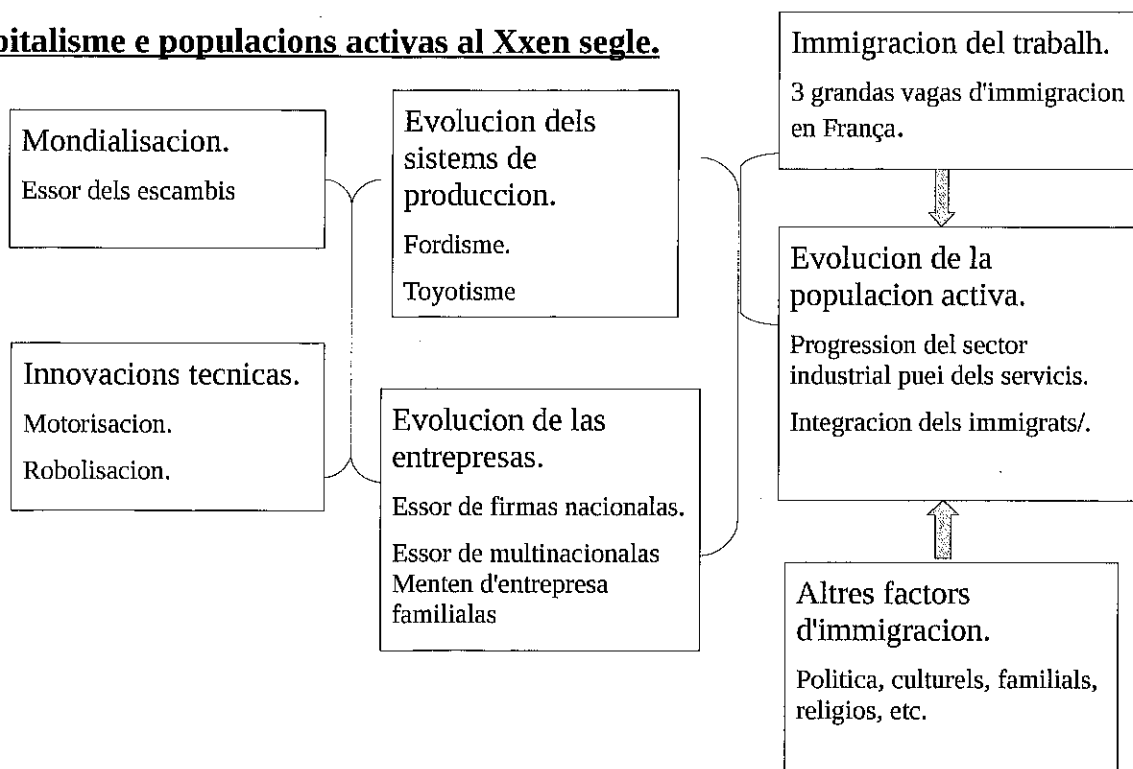 pitalisme e populacions activas al Xxen segle.
Mondialisacion.
Essor dels escambis
Innovacions tecnicas.
Motorisacion.
Robolisacion.
Evolucion dels
sistems de
produccion.
Fordisme.
Toyotisme
Evolucion de las
entrepresas.
Essor de firmas nacionalas.
Essor de multinacionalas
Menten d'entrepresa
familialas
Immigracion del trabalh.
3 grandas vagas d'immigracion
en França.
Evolucion de la
populacion activa.
Progression del sector
industrial puei dels servicis.
Integracion dels immigrats/.
Altres factors
d'immigracion.
Politica, culturels, familials,
religios, etc.